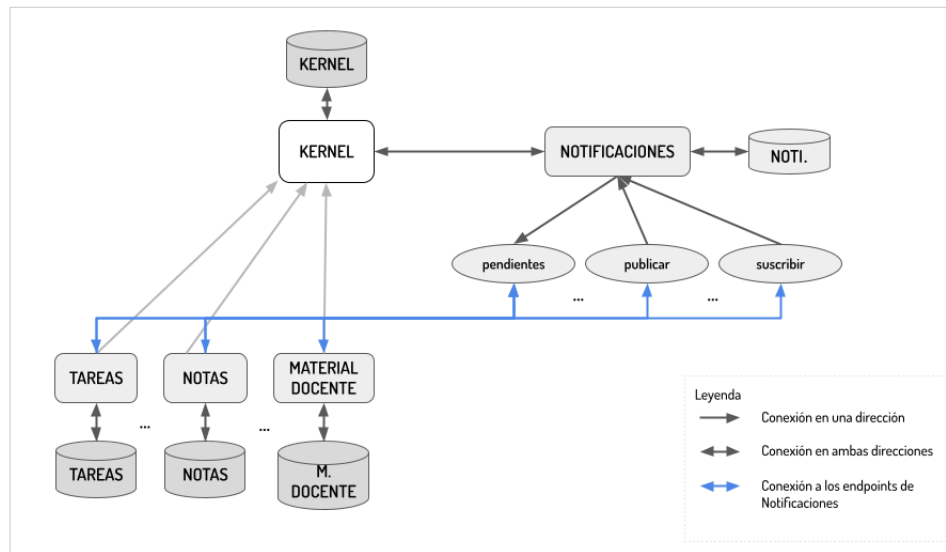 KERNEL
KERNEL
NOTIFICACIONES
NOTI.
pendientes
publicar
suscribir
...
...
TAREAS
NOTAS
MATERIAL
DOCENTE
...
...
TAREAS
NOTAS
M.
DOCENTE
Leyenda
Conexión en una dirección
Conexión en ambas direcciones
Conexión a los endpoints de
Notificaciones